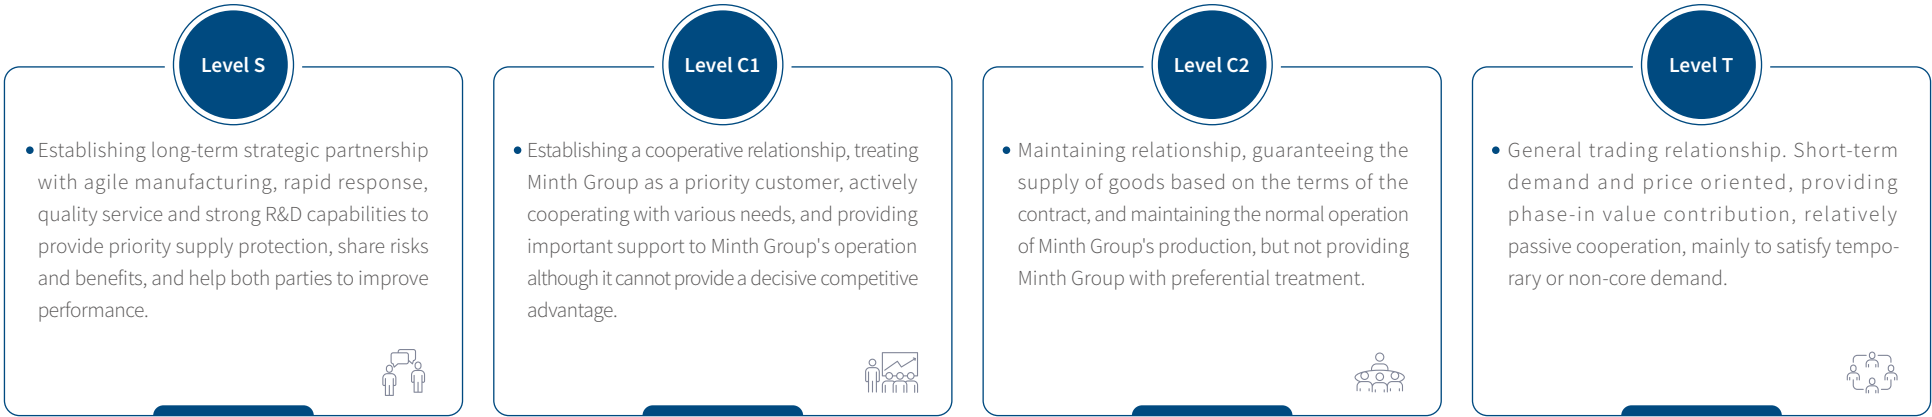 Level S
• Establishing long-term strategic partnership
with agile manufacturing, rapid response,
quality service and strong R&D capabilities to
provide priority supply protection, share risks
and benefits, and help both parties to improve
performance.
Level C1
• Establishing a cooperative relationship, treating
Minth Group as a priority customer, actively
cooperating with various needs, and providing
important support to Minth Group's operation
although it cannot provide a decisive competitive
advantage.
Level C2
• Maintaining relationship, guaranteeing the
supply of goods based on the terms of the
contract, and maintaining the normal operation
of Minth Group's production, but not providing
Minth Group with preferential treatment.
Level T
• General trading relationship. Short-term
demand and price oriented, providing
phase-in value contribution, relatively
passive cooperation, mainly to satisfy tempo-
rary or non-core demand.